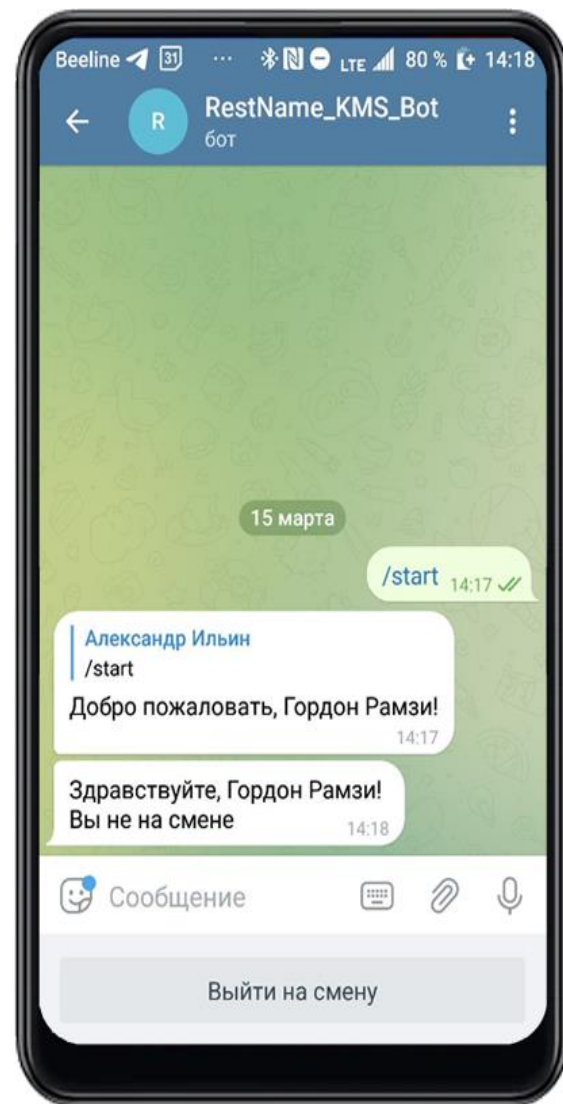 Beeline 31 ... LTE 80 % 14:18
R RestName_KMS_Bot
бот
15 марта
/start 14:17
Александр Ильин
/start
Добро пожаловать, Гордон Рамзи!
14:17
Здравствуйте, Гордон Рамзи!
Вы не на смене 14:18
Сообщение
Выйти на смену